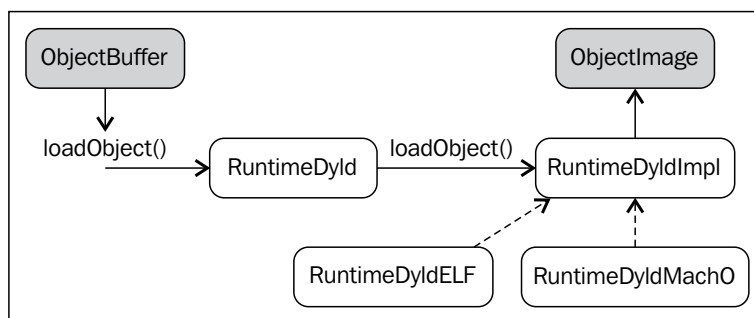 ObjectBuffer
ObjectImage
loadObject()
loadObject()
RuntimeDyld
RuntimeDyldImpl
RuntimeDyldELF
RuntimeDyldMachO